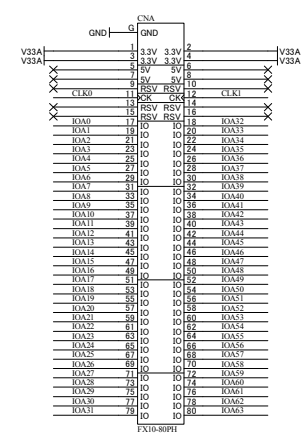 CNA
GND G GND
V33A 1 3.3V 3.3V 2 V33A
V33A 3 3.3V 3.3V 4 V33A
5 5V 5V 6
7 5V 5V 8
9 RSV RSV 10
CLK0 11 CK CK 12 CLK1
13 RSV RSV 14
15 RSV RSV 16
IOA0 17 IO IO 18 IOA32
IOA1 19 IO IO 20 IOA33
IOA2 21 IO IO 22 IOA34
IOA3 23 IO IO 24 IOA35
IOA4 25 IO IO 26 IOA36
IOA5 27 IO IO 28 IOA37
IOA6 29 IO IO 30 IOA38
IOA7 31 IO IO 32 IOA39
IOA8 33 IO IO 34 IOA40
IOA9 35 IO IO 36 IOA41
IOA10 37 IO IO 38 IOA42
IOA11 39 IO IO 40 IOA43
IOA12 41 IO IO 42 IOA44
IOA13 43 IO IO 44 IOA45
IOA14 45 IO IO 46 IOA46
IOA15 47 IO IO 48 IOA47
IOA16 49 IO IO 50 IOA48
IOA17 51 IO IO 52 IOA49
IOA18 53 IO IO 54 IOA50
IOA19 55 IO IO 56 IOA51
IOA20 57 IO IO 58 IOA52
IOA21 59 IO IO 60 IOA53
IOA22 61 IO IO 62 IOA54
IOA23 63 IO IO 64 IOA55
IOA24 65 IO IO 66 IOA56
IOA25 67 IO IO 68 IOA57
IOA26 69 IO IO 70 IOA58
IOA27 71 IO IO 72 IOA59
IOA28 73 IO IO 74 IOA60
IOA29 75 IO IO 76 IOA61
IOA30 77 IO IO 78 IOA62
IOA31 79 IO IO 80 IOA63
FX10-80PH